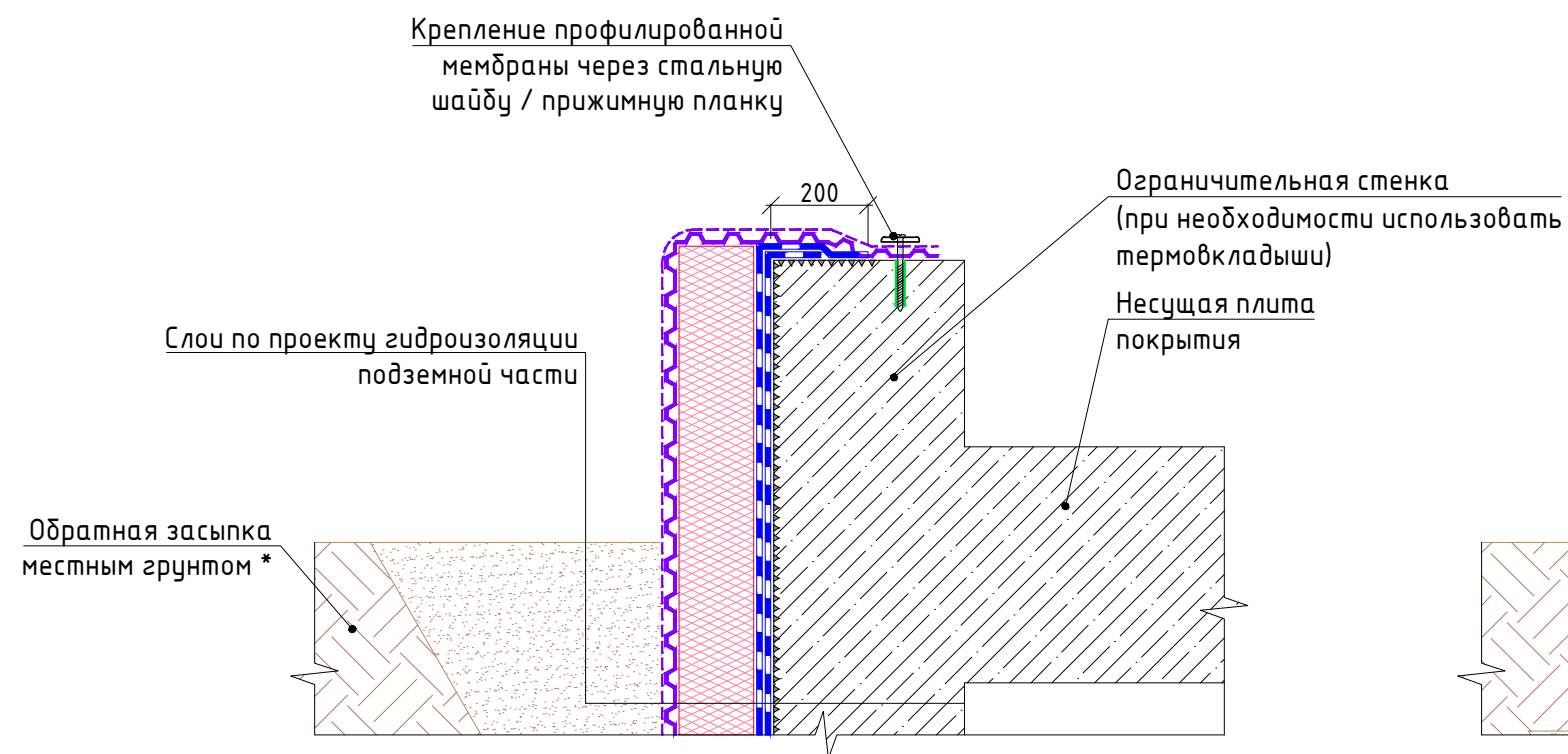 Крепление профилированной
мембраны через стальную
шайбу / прижимную планку
200
Ограничительная стенка
(при необходимости использовать
термовкладыши)
Несущая плита
покрытия
Слои по проекту гидроизоляции
подземной части
Обратная засыпка
местным грунтом *